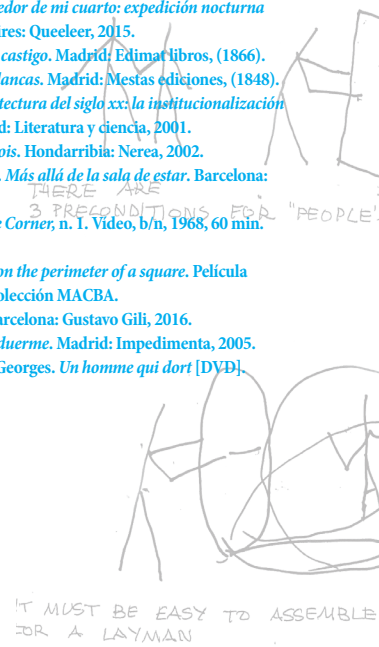 edor de mi cuarto: expedición nocturna
ires: Queeleer, 2015.
castigo. Madrid: Edimat libros, (1866).
lancas. Madrid: Mestas ediciones, (1848).
tectura del siglo xx: la institucionalización
d: Literatura y ciencia, 2001.
ois. Hondarribia: Nerea, 2002.
. Más allá de la sala de estar. Barcelona:
THERE ARE
3 PRECONDITIONS FOR "PEOPLE'S
e Corner, n. 1. Vídeo, b/n, 1968, 60 min.
on the perimeter of a square. Película
olección MACBA.
arcelona: Gustavo Gili, 2016.
duerme. Madrid: Impedimenta, 2005.
Georges. Un homme qui dort [DVD].
IT MUST BE EASY TO ASSEMBLE
FOR A LAYMAN